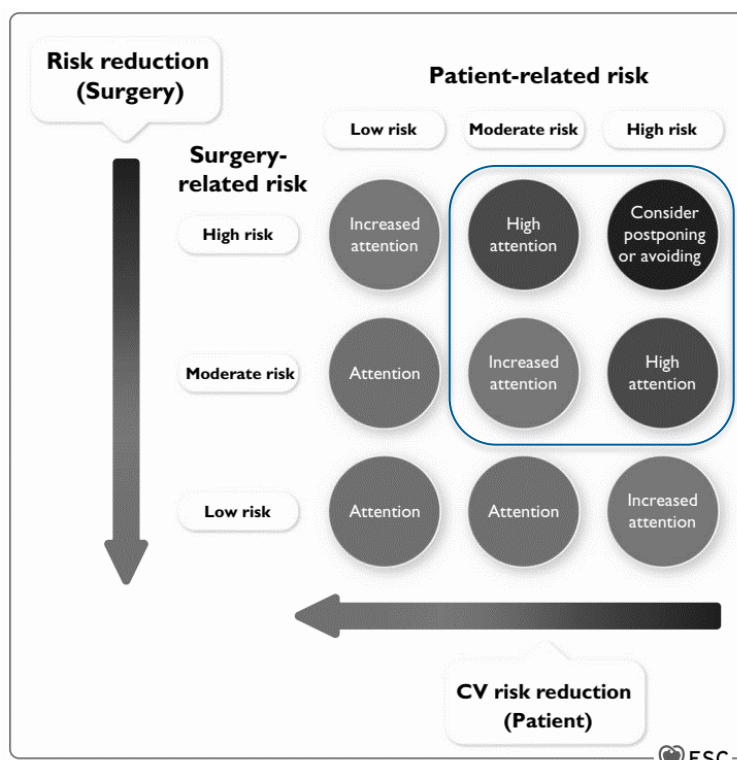 Risk reduction
(Surgery)
Patient-related risk
Low risk
Moderate risk
High risk
Surgery-
related risk
High risk
Increased
attention
High
attention
Consider
postponing
or avoiding
Moderate risk
Attention
Increased
attention
High
attention
Low risk
Attention
Attention
Increased
attention
CV risk reduction
(Patient)
ESC